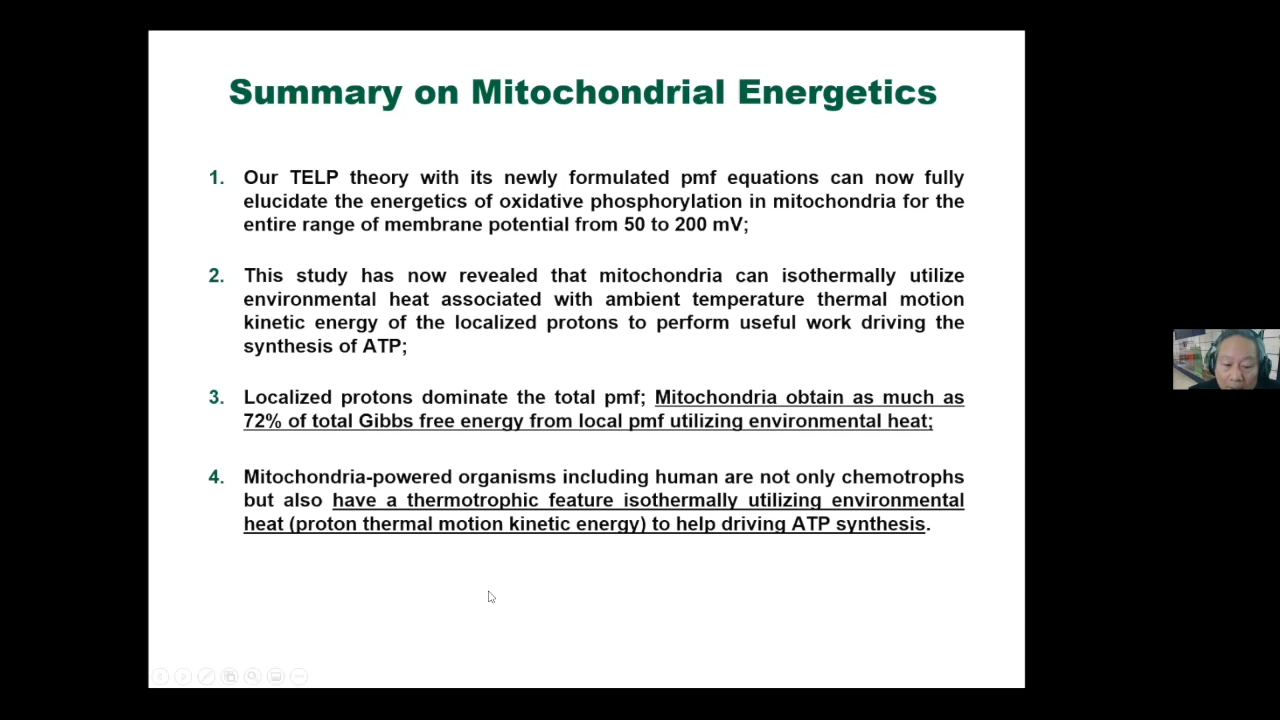 Summary on Mitochondrial Energetics
1. Our TELP theory with its newly formulated pmf equations can now fully
elucidate the energetics of oxidative phosphorylation in mitochondria for the
entire range of membrane potential from 50 to 200 mV;
2. This study has now revealed that mitochondria can isothermally utilize
environmental heat associated with ambient temperature thermal motion
kinetic energy of the localized protons to perform useful work driving the
synthesis of ATP;
3. Localized protons dominate the total pmf; Mitochondria obtain as much as
72% of total Gibbs free energy from local pmf utilizing environmental heat;
4. Mitochondria-powered organisms including human are not only chemotrophs
but also have a thermotrophic feature isothermally utilizing environmental
heat (proton thermal motion kinetic energy) to help driving ATP synthesis.